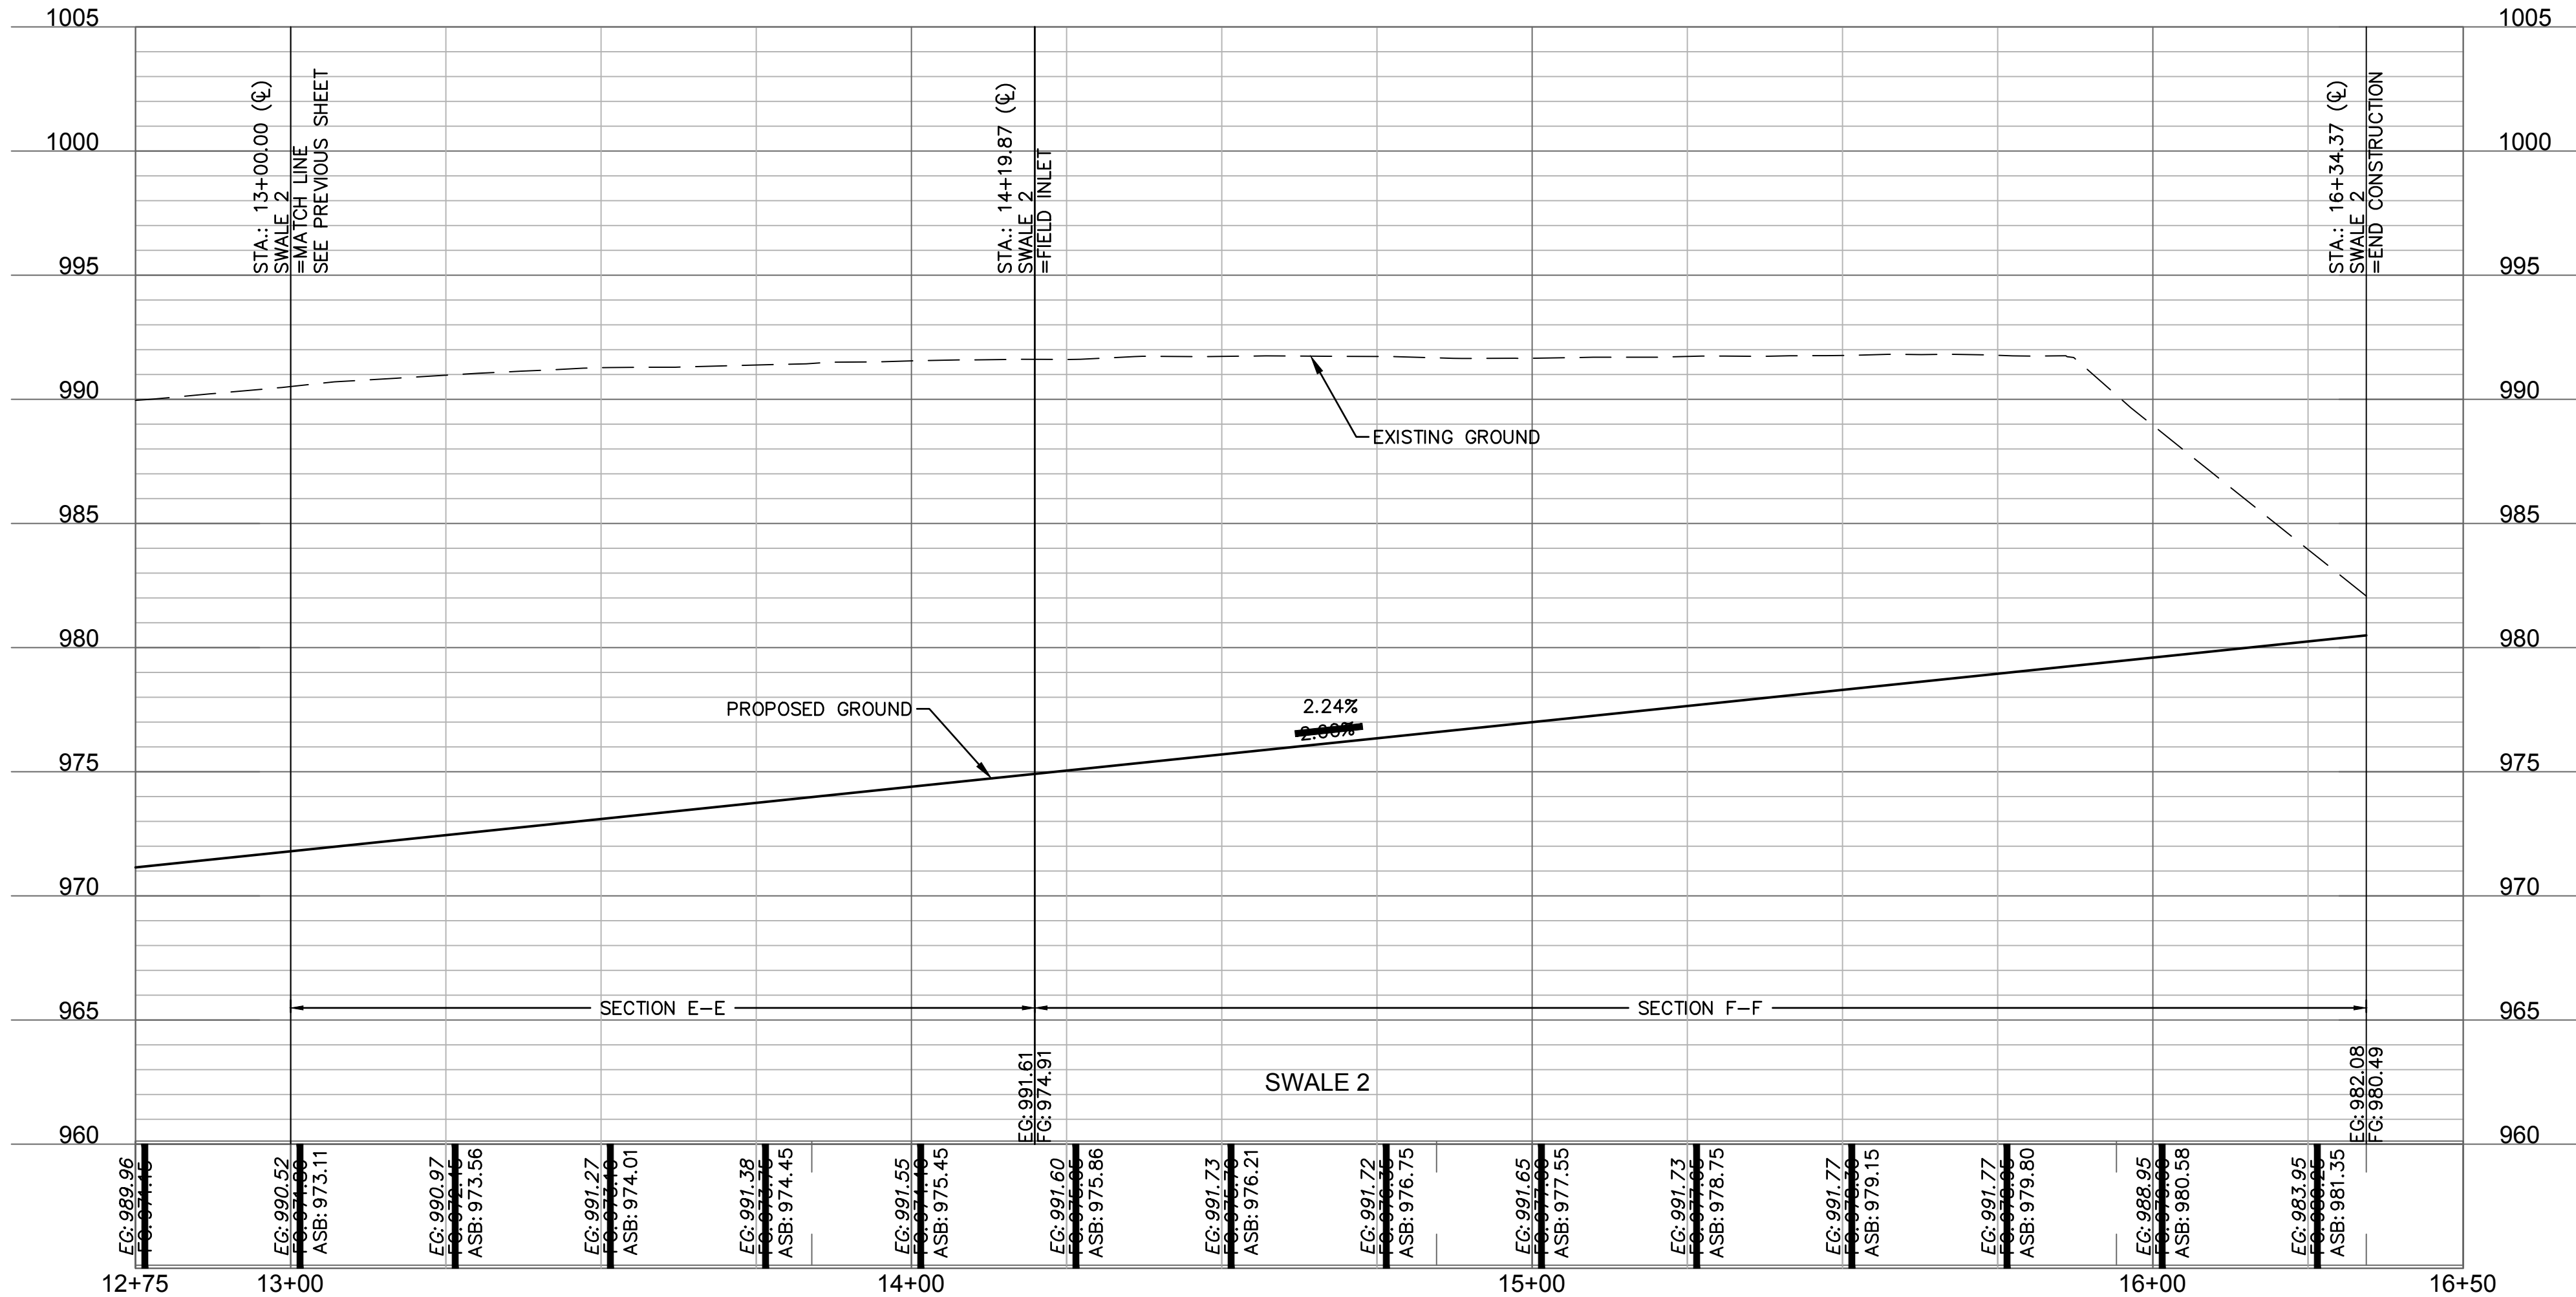 1005
1005
STA.: 13+00.00 (℄)
SWALE 2
=MATCH LINE
SEE PREVIOUS SHEET
STA.: 14+19.87 (℄)
SWALE 2
=FIELD INLET
STA.: 16+34.37 (℄)
SWALE 2
=END CONSTRUCTION
1000
1000
995
995
990
990
EXISTING GROUND
985
985
980
980
PROPOSED GROUND
2.24%
975
975
970
970
965
965
SECTION E-E
SECTION F-F
EG: 991.61
FG: 974.91
SWALE 2
EG: 982.08
FG: 980.49
960
960
EG: 989.96
EG: 990.52
ASB: 973.11
EG: 990.97
ASB: 973.56
EG: 991.27
ASB: 974.01
EG: 991.38
ASB: 974.45
EG: 991.55
ASB: 975.45
EG: 991.60
ASB: 975.86
EG: 991.73
ASB: 976.21
EG: 991.72
ASB: 976.75
EG: 991.65
ASB: 977.55
EG: 991.73
ASB: 978.75
EG: 991.77
ASB: 979.15
EG: 991.77
ASB: 979.80
EG: 988.95
ASB: 980.58
EG: 983.95
ASB: 981.35
12+75
13+00
14+00
15+00
16+00
16+50